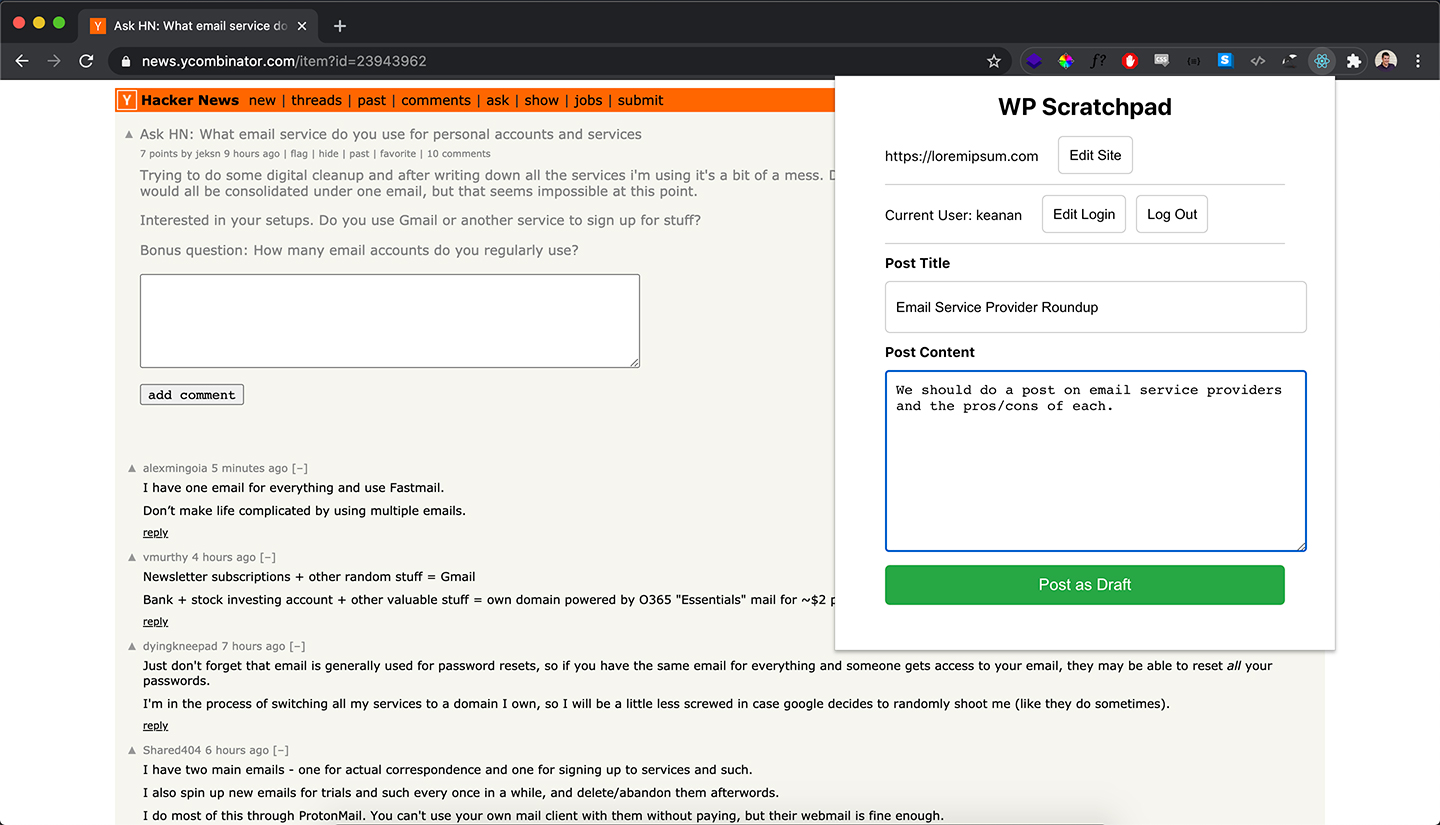 Ask HN: What email service do
news.ycombinator.com/item?id=23943962
Y Hacker News new | threads | past | comments | ask | show | jobs | submit
Ask HN: What email service do you use for personal accounts and services
7 points by jeksn 9 hours ago | flag | hide | past | favorite | 10 comments
Trying to do some digital cleanup and after writing down all the services i'm using it's a bit of a mess.
would all be consolidated under one email, but that seems impossible at this point.
Interested in your setups. Do you use Gmail or another service to sign up for stuff?
Bonus question: How many email accounts do you regularly use?
add comment
alexmingoia 5 minutes ago [–]
I have one email for everything and use Fastmail.
Don’t make life complicated by using multiple emails.
reply
vmurthy 4 hours ago [–]
Newsletter subscriptions + other random stuff = Gmail
Bank + stock investing account + other valuable stuff = own domain powered by O365 "Essentials" mail for ~$2 p
reply
dyingkneepad 7 hours ago [–]
Just don't forget that email is generally used for password resets, so if you have the same email for everything and someone gets access to your email, they may be able to reset all your
passwords.
I'm in the process of switching all my services to a domain I own, so I will be a little less screwed in case google decides to randomly shoot me (like they do sometimes).
reply
Shared404 6 hours ago [–]
I have two main emails - one for actual correspondence and one for signing up to services and such.
I also spin up new emails for trials and such every once in a while, and delete/abandon them afterwords.
I do most of this through ProtonMail. You can't use your own mail client with them without paying, but their webmail is fine enough.
WP Scratchpad
https://loremipsum.com Edit Site
Current User: keanan Edit Login Log Out
Post Title
Email Service Provider Roundup
Post Content
We should do a post on email service providers
and the pros/cons of each.
Post as Draft